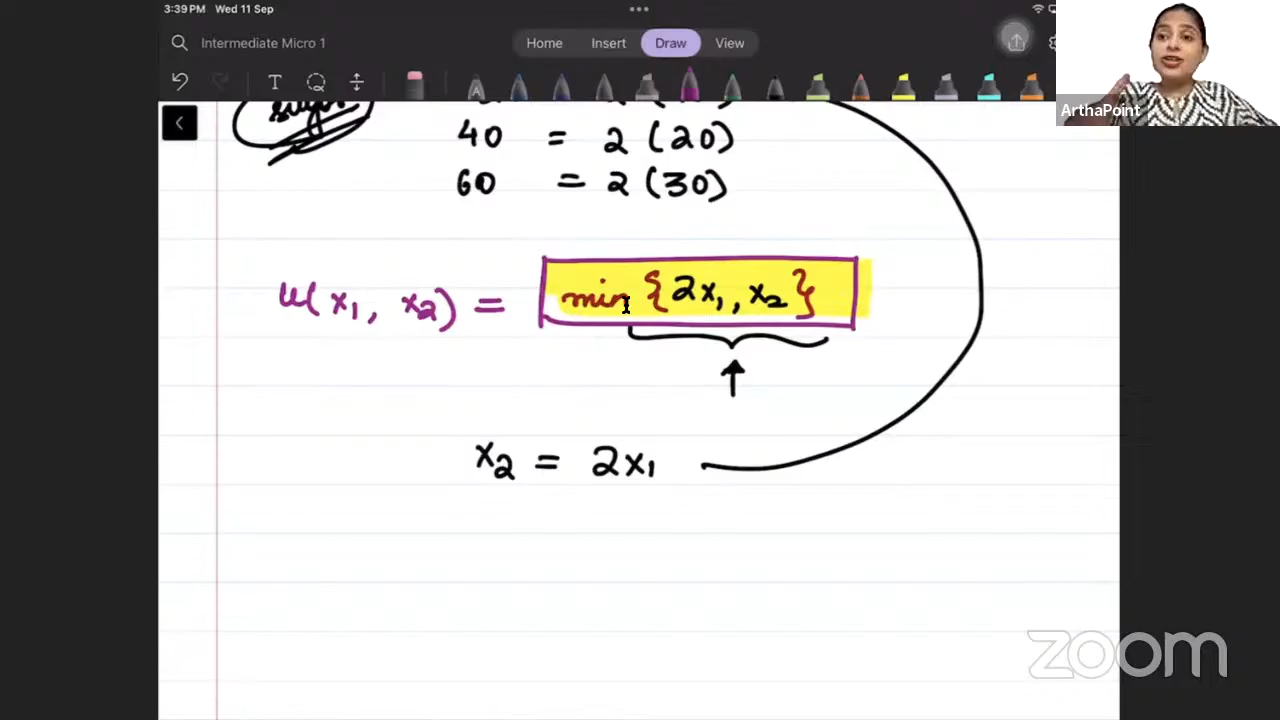 3:39 PM Wed 11 Sep
Intermediate Micro 1
Home Insert Draw View
ArthaPoint
40 = 2 (20)
60 = 2 (30)
u(x₁, x₂) = min {2x₁, x₂}
x₂ = 2x₁
zoom